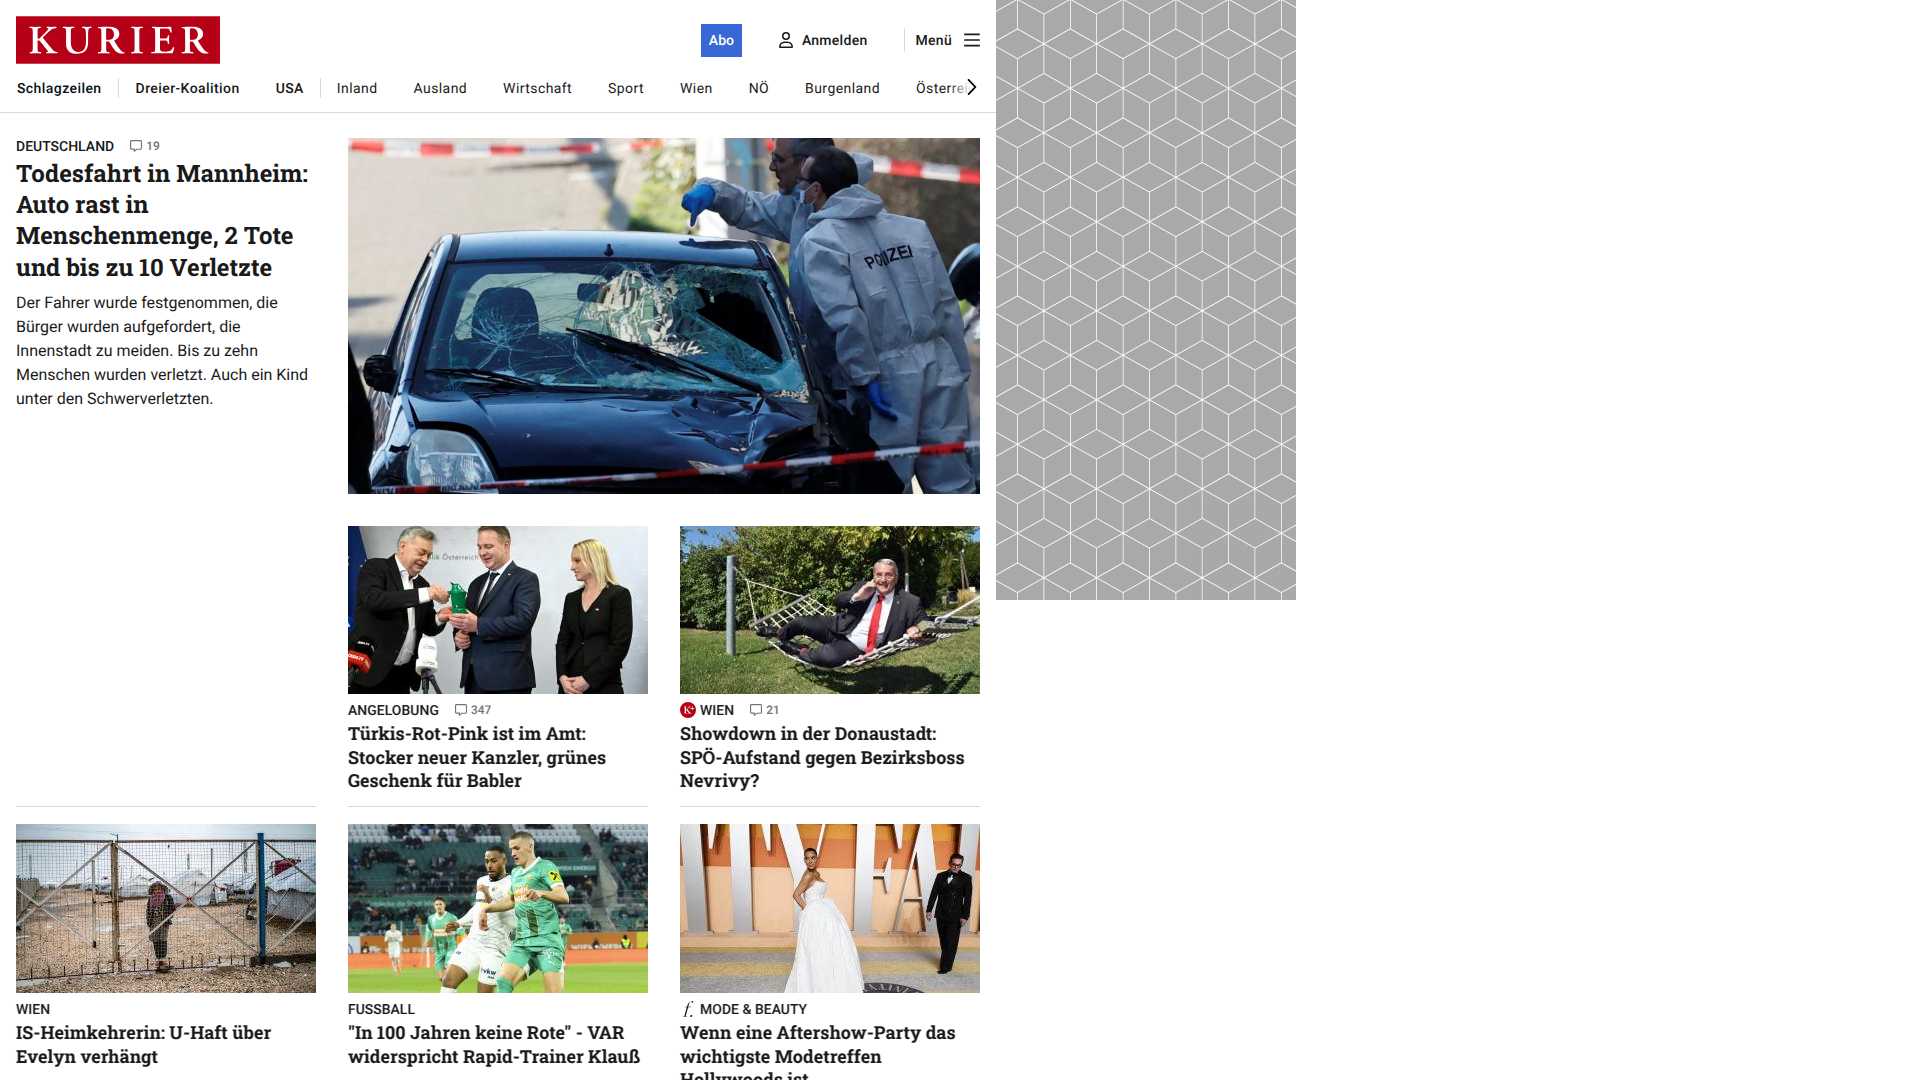 KURIER
Abo
Anmelden
Menü
Schlagzeilen
Dreier-Koalition
USA
Inland
Ausland
Wirtschaft
Sport
Wien
NÖ
Burgenland
Österre
DEUTSCHLAND 19
Todesfahrt in Mannheim:
Auto rast in
Menschenmenge, 2 Tote
und bis zu 10 Verletzte
Der Fahrer wurde festgenommen, die
Bürger wurden aufgefordert, die
Innenstadt zu meiden. Bis zu zehn
Menschen wurden verletzt. Auch ein Kind
unter den Schwerverletzten.
POLIZEI
lik Österreich
ANGELOBUNG 347
Türkis-Rot-Pink ist im Amt:
Stocker neuer Kanzler, grünes
Geschenk für Babler
K+ WIEN 21
Showdown in der Donaustadt:
SPÖ-Aufstand gegen Bezirksboss
Nevrivy?
WIEN
IS-Heimkehrerin: U-Haft über
Evelyn verhängt
FUSSBALL
"In 100 Jahren keine Rote" - VAR
widerspricht Rapid-Trainer Klauß
f. MODE & BEAUTY
Wenn eine Aftershow-Party das
wichtigste Modetreffen
Hollywoods ist